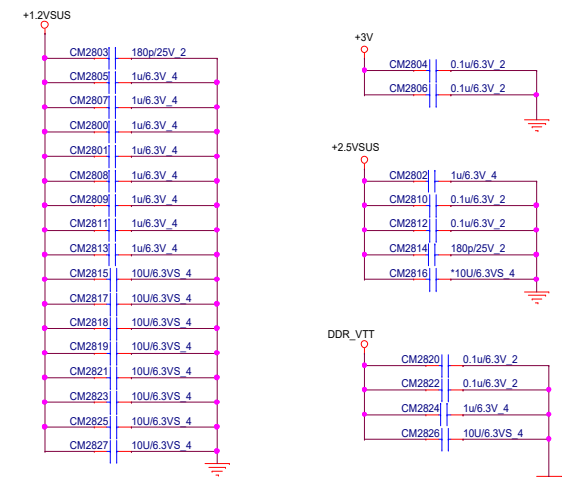 +1.2VSUS
CM2803 180p/25V_2
CM2805 1u/6.3V_4
CM2807 1u/6.3V_4
CM2800 1u/6.3V_4
CM2801 1u/6.3V_4
CM2808 1u/6.3V_4
CM2809 1u/6.3V_4
CM2811 1u/6.3V_4
CM2813 1u/6.3V_4
CM2815 10U/6.3VS_4
CM2817 10U/6.3VS_4
CM2818 10U/6.3VS_4
CM2819 10U/6.3VS_4
CM2821 10U/6.3VS_4
CM2823 10U/6.3VS_4
CM2825 10U/6.3VS_4
CM2827 10U/6.3VS_4
+3V
CM2804 0.1u/6.3V_2
CM2806 0.1u/6.3V_2
+2.5VSUS
CM2802 1u/6.3V_4
CM2810 0.1u/6.3V_2
CM2812 0.1u/6.3V_2
CM2814 180p/25V_2
CM2816 *10U/6.3VS_4
DDR_VTT
CM2820 0.1u/6.3V_2
CM2822 0.1u/6.3V_2
CM2824 1u/6.3V_4
CM2826 10U/6.3VS_4